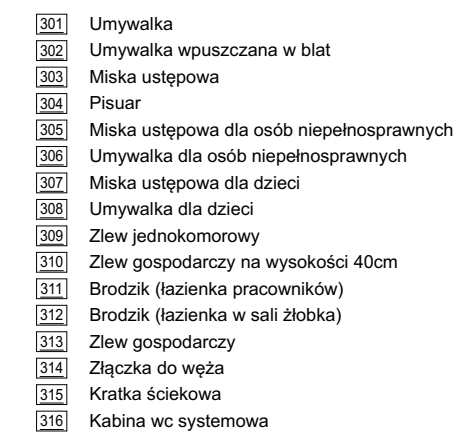 301 Umywalka
302 Umywalka wpuszczana w blat
303 Miska ustępowa
304 Pisuar
305 Miska ustępowa dla osób niepełnosprawnych
306 Umywalka dla osób niepełnosprawnych
307 Miska ustępowa dla dzieci
308 Umywalka dla dzieci
309 Zlew jednokomorowy
310 Zlew gospodarczy na wysokości 40cm
311 Brodzik (łazienka pracowników)
312 Brodzik (łazienka w sali żłobka)
313 Zlew gospodarczy
314 Złączka do węża
315 Kratka ściekowa
316 Kabina wc systemowa